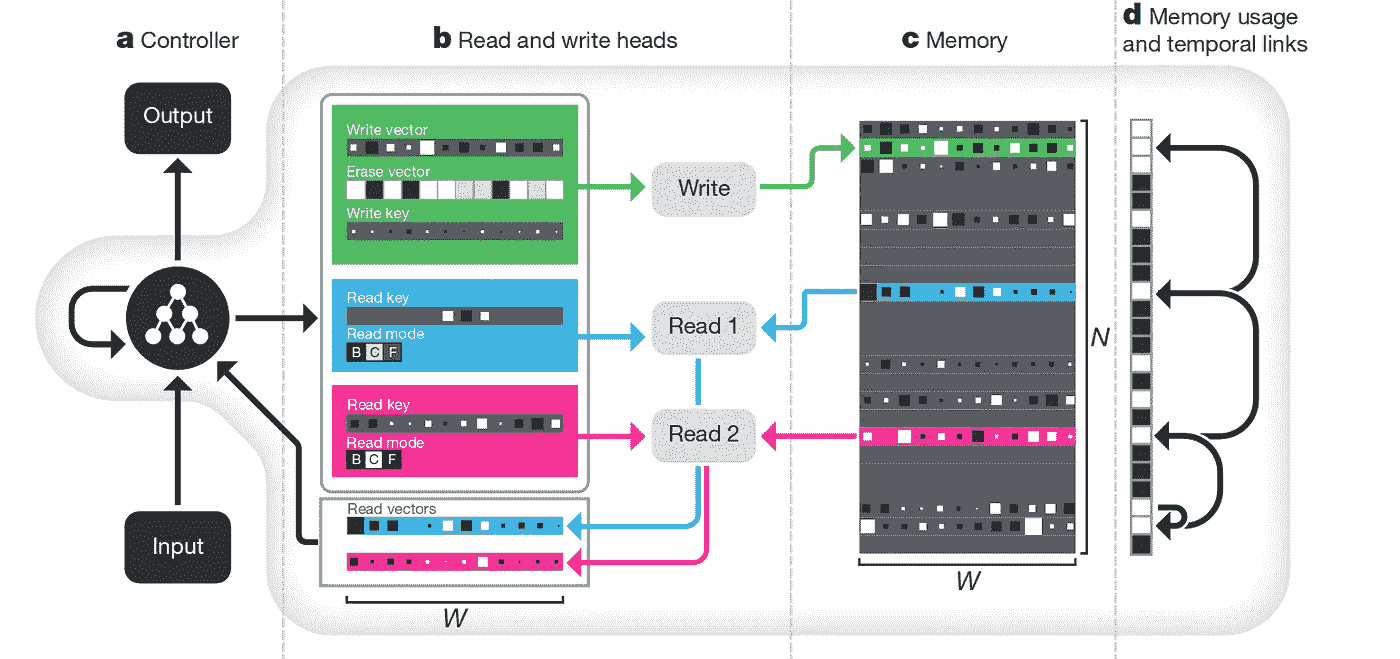 a Controller
b Read and write heads
c Memory
d Memory usage
and temporal links
Output
Input
Write vector
Erase vector
Write key
Read key
Read mode
B C F
Read key
Read mode
B C F
Read vectors
W
Write
Read 1
Read 2
N
W